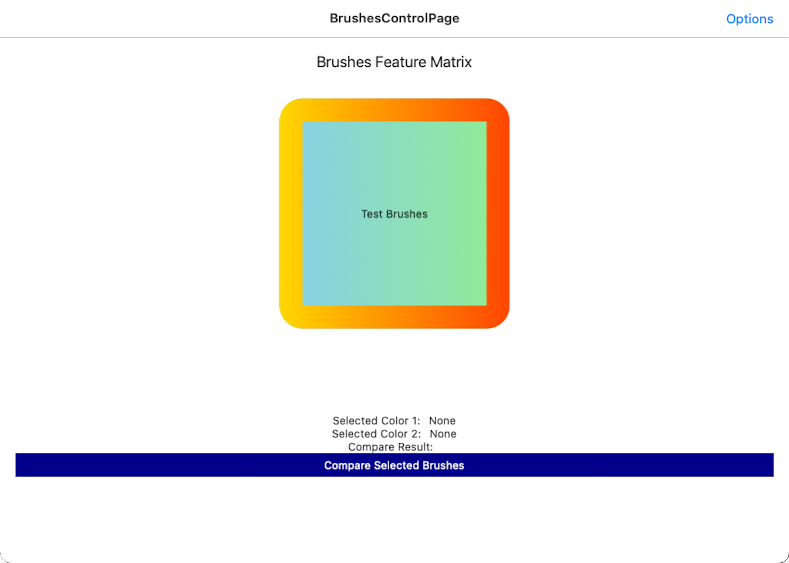 BrushesControlPage
Options
Brushes Feature Matrix
Test Brushes
Selected Color 1: None
Selected Color 2: None
Compare Result:
Compare Selected Brushes